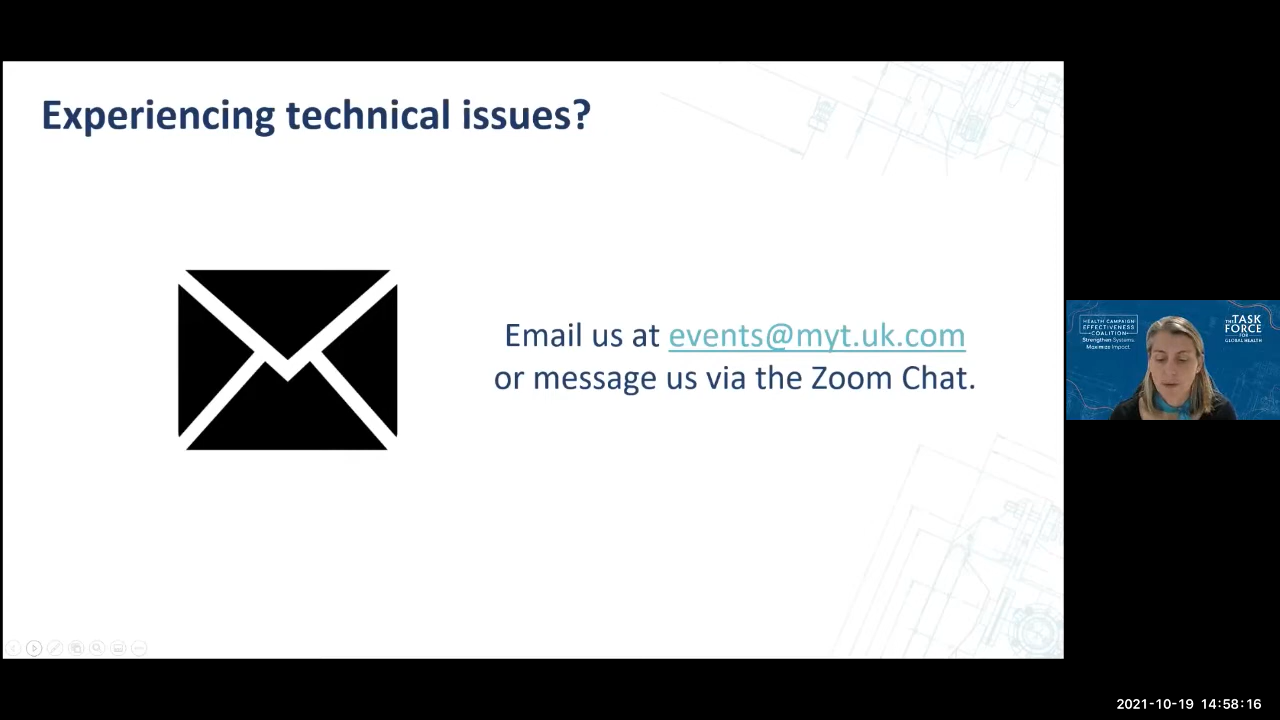 Experiencing technical issues?
Email us at events@myt.uk.com
or message us via the Zoom Chat.
HEALTH CAMPAIGN
EFFECTIVENESS
COALITION
Strengthen Systems.
Maximize Impact.
THE TASK
FORCE
FOR
GLOBAL HEALTH
2021-10-19 14:58:16